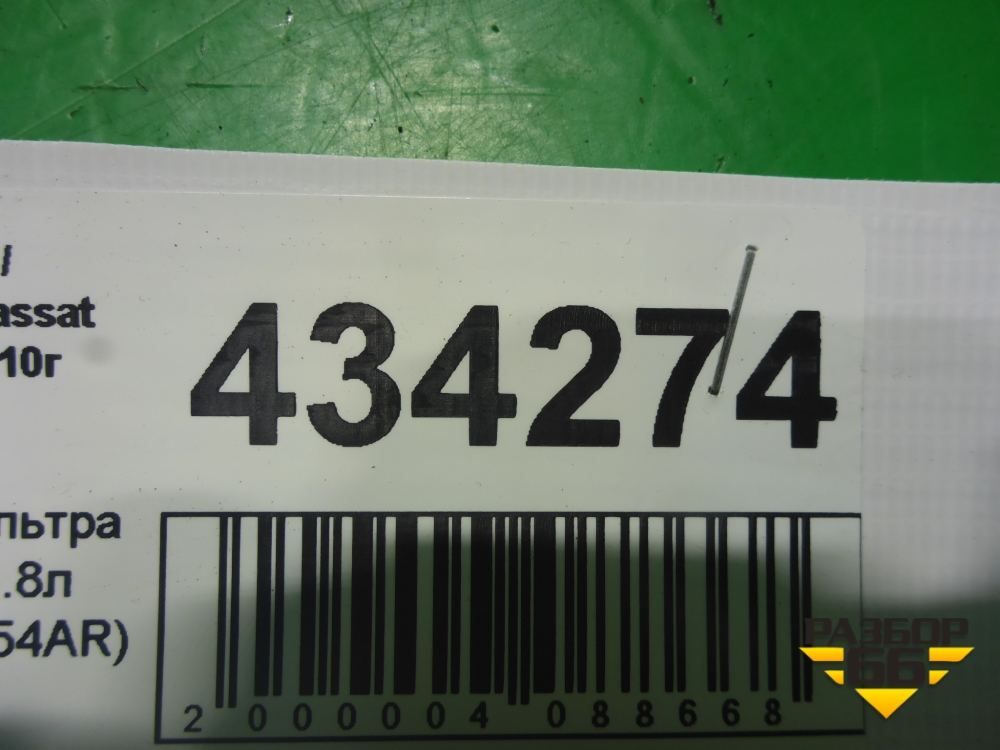 assat
10г
434274
льтра
.8л
54AR)
2 000004 088668
РАЗБОР
66